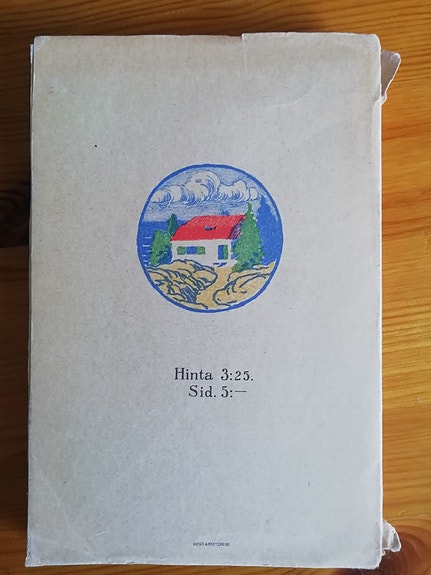 Hinta 3:25.
Sid. 5:—